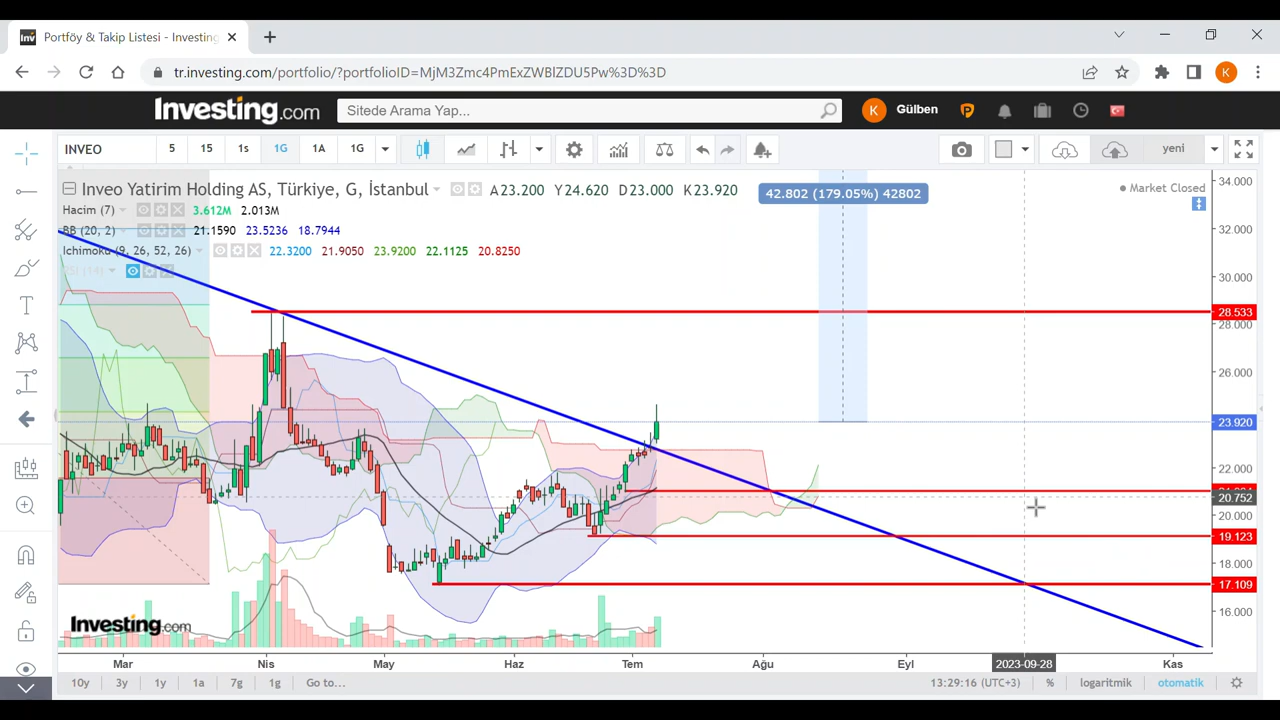 Portföy & Takip Listesi - Investing
tr.investing.com/portfolio/?portfolioID=MjM3Zmc4PmExZWBlZDU5Pw%3D%3D
K
Investing.com
Sitede Arama Yap...
K Gülben
INVEO 5 15 1s 1G 1A 1G yeni
Inveo Yatirim Holding AS, Türkiye, G, İstanbul A23.200 Y24.620 D23.000 K23.920
42.802 (179.05%) 42802
Market Closed
Hacim (7) 3.612M 2.013M
BB (20, 2) 21.1590 23.5236 18.7944
Ichimoku (9, 26, 52, 26) 22.3200 21.9050 23.9200 22.1125 20.8250
RSI (14)
34.000
32.000
30.000
28.533
28.000
26.000
23.920
22.000
20.752
20.000
19.123
18.000
17.109
16.000
Investing.com
Mar Nis May Haz Tem Ağu Eyl 2023-09-28 Kas
10y 3y 1y 1a 7g 1g Go to... 13:29:16 (UTC+3) % logaritmik otomatik